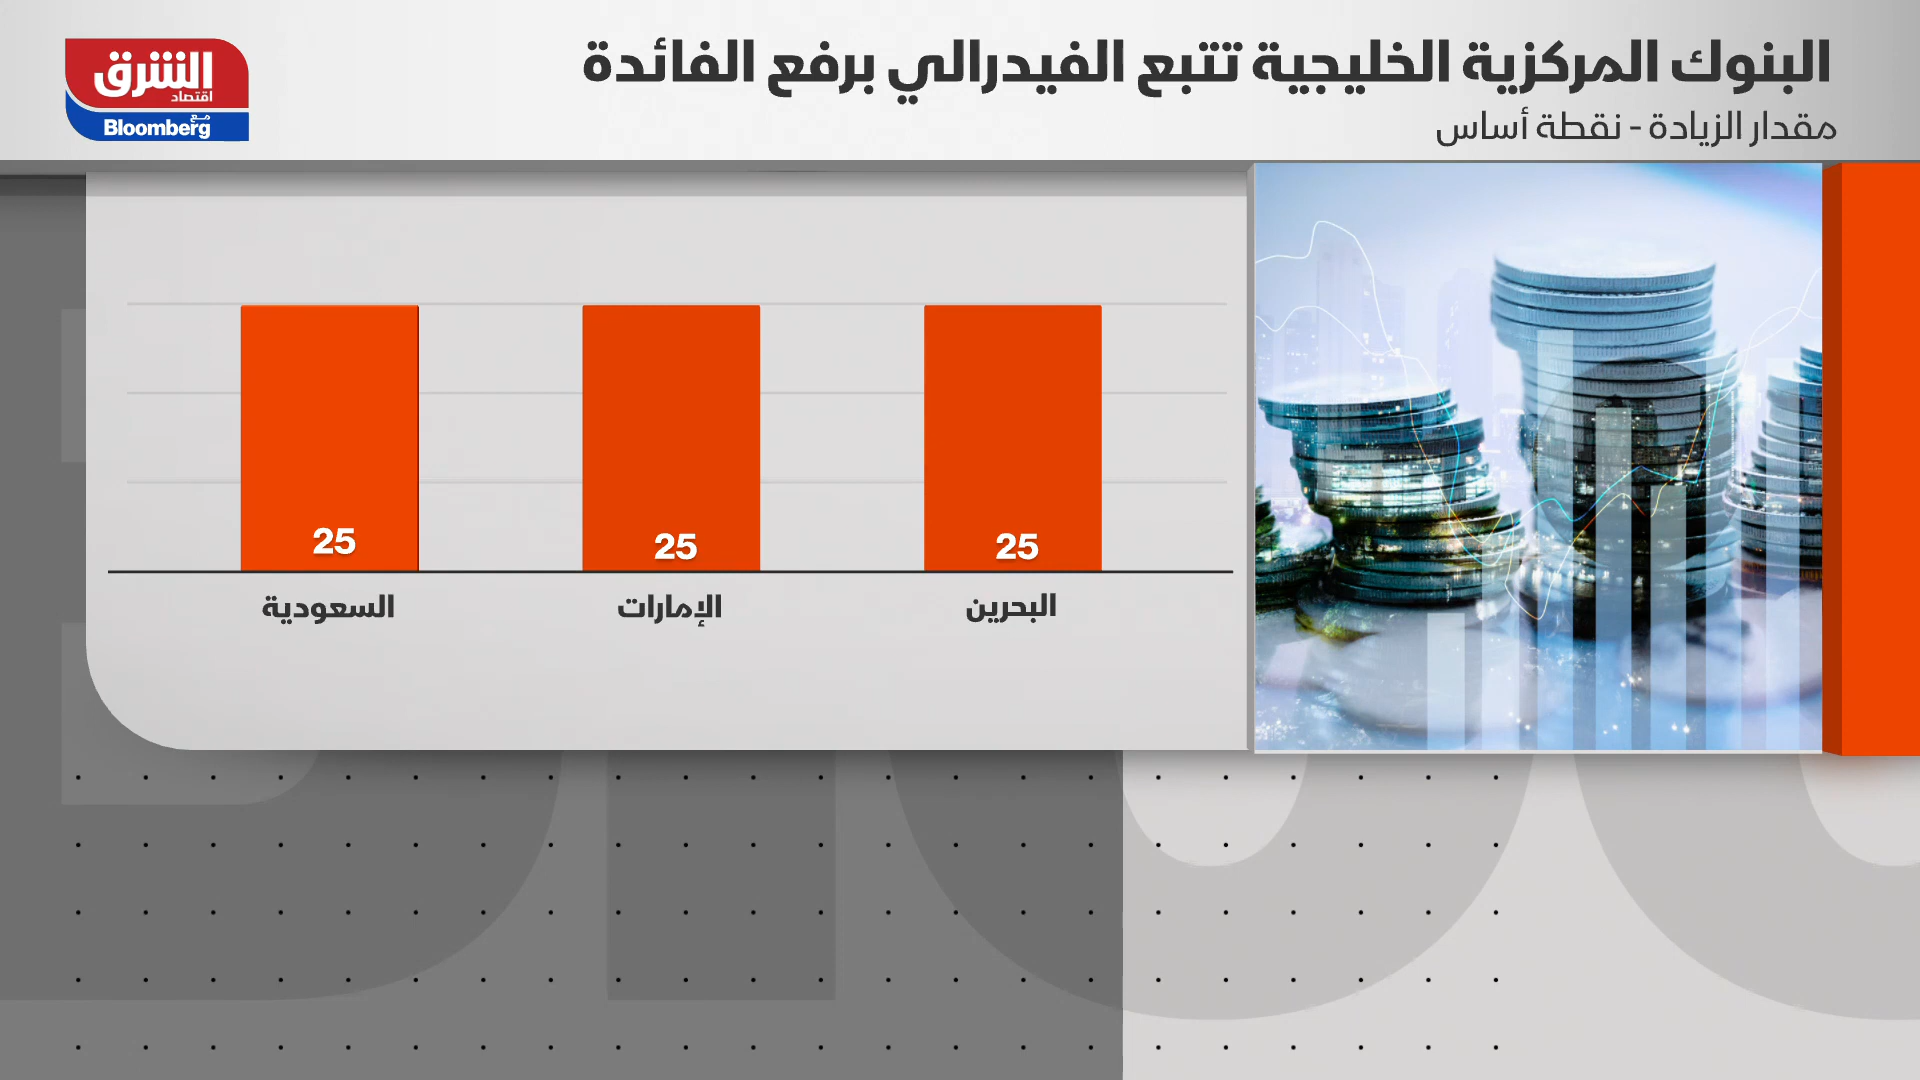 البنوك المركزية الخليجية تتبع الفيدرالي برفع الفائدة
مقدار الزيادة - نقطة أساس
الشرق
اقتصاد
مع
Bloomberg
25
25
25
البحرين
الإمارات
السعودية